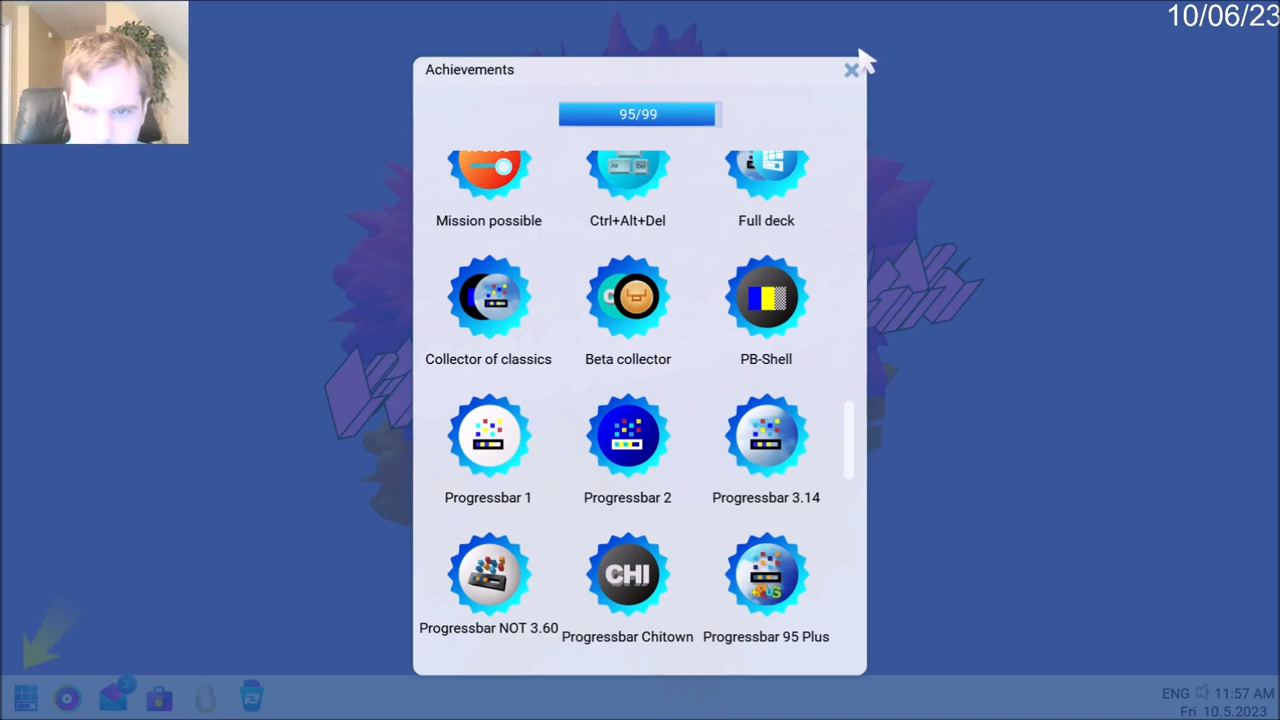 10/06/23
Achievements
95/99
Mission possible
Ctrl+Alt+Del
Full deck
Collector of classics
Beta collector
PB-Shell
Progressbar 1
Progressbar 2
Progressbar 3.14
Progressbar NOT 3.60
CHI
Progressbar Chitown
Progressbar 95 Plus
2
ENG 11:57 AM
Fri 10.5.2023